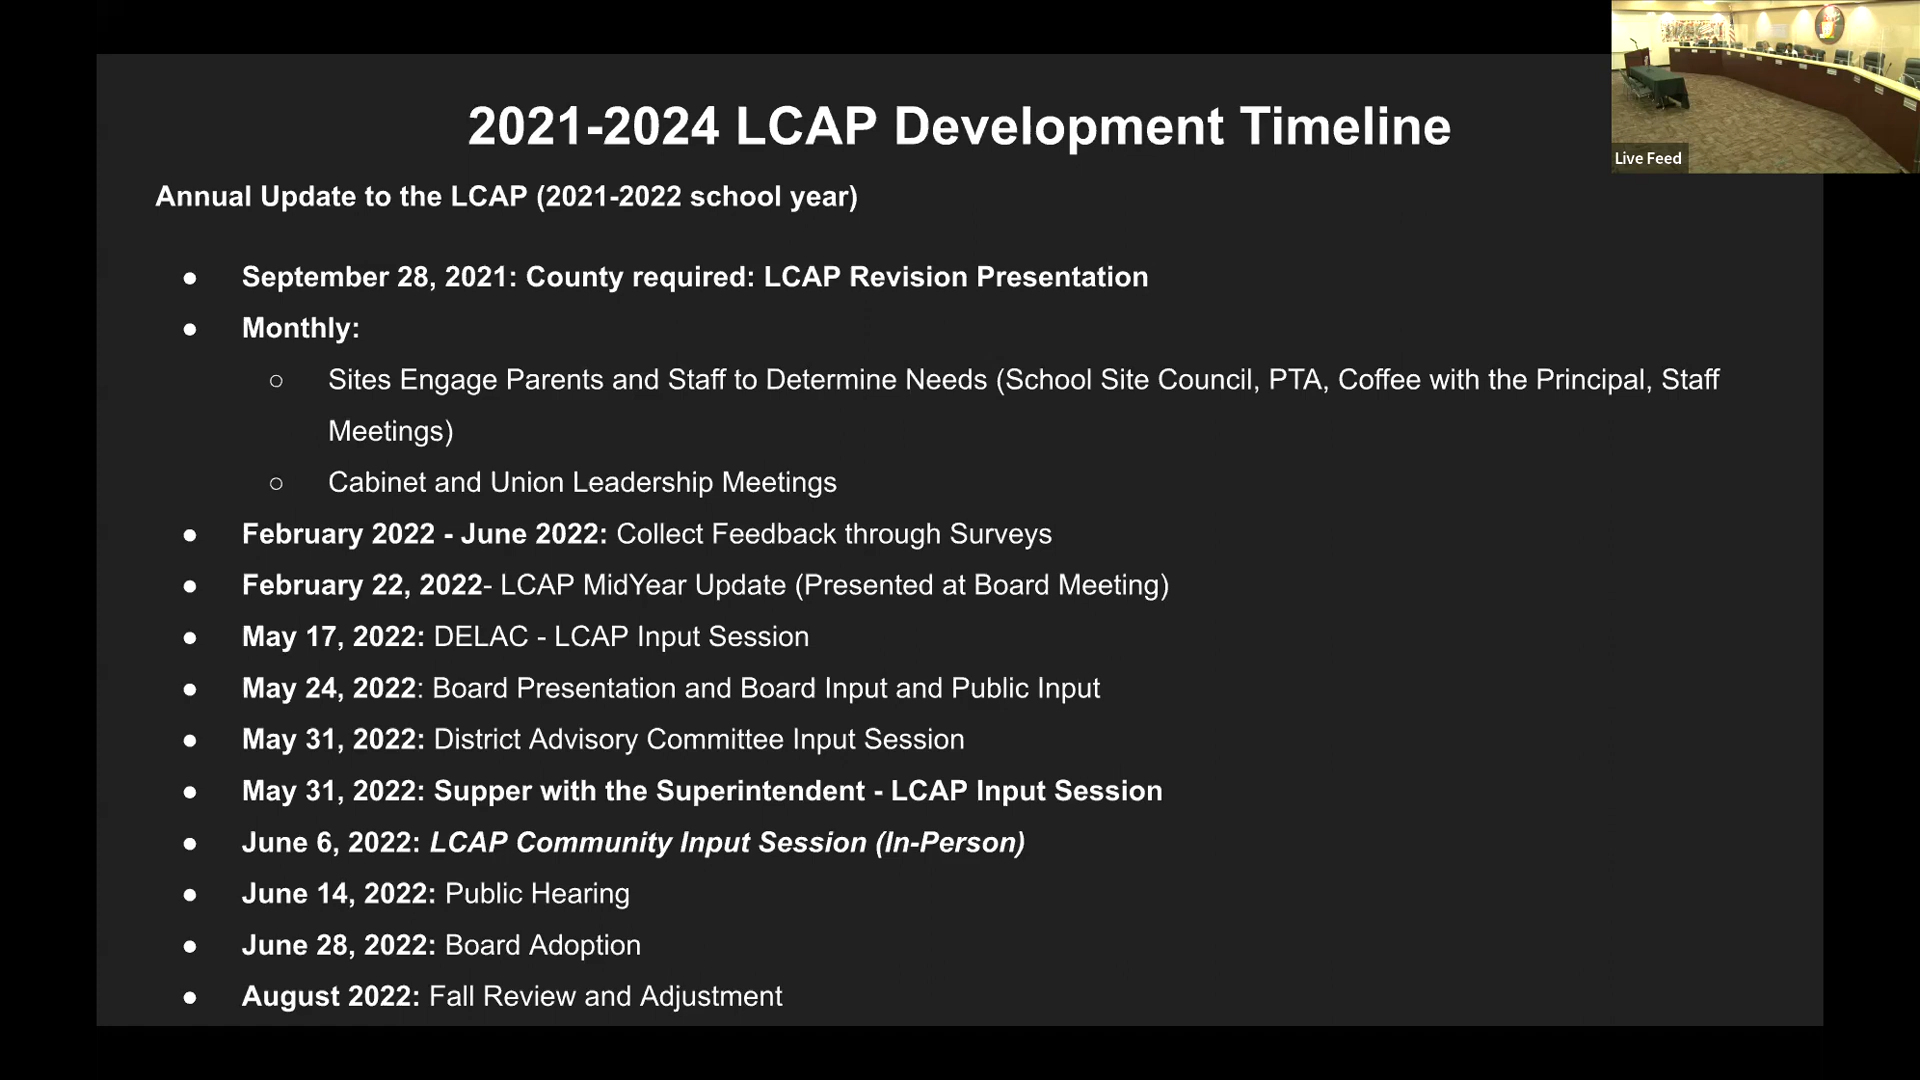 2021-2024 LCAP Development Timeline
Live Feed
Annual Update to the LCAP (2021-2022 school year)
● September 28, 2021: County required: LCAP Revision Presentation
● Monthly:
○ Sites Engage Parents and Staff to Determine Needs (School Site Council, PTA, Coffee with the Principal, Staff
Meetings)
○ Cabinet and Union Leadership Meetings
● February 2022 - June 2022: Collect Feedback through Surveys
● February 22, 2022- LCAP MidYear Update (Presented at Board Meeting)
● May 17, 2022: DELAC - LCAP Input Session
● May 24, 2022: Board Presentation and Board Input and Public Input
● May 31, 2022: District Advisory Committee Input Session
● May 31, 2022: Supper with the Superintendent - LCAP Input Session
● June 6, 2022: LCAP Community Input Session (In-Person)
● June 14, 2022: Public Hearing
● June 28, 2022: Board Adoption
● August 2022: Fall Review and Adjustment